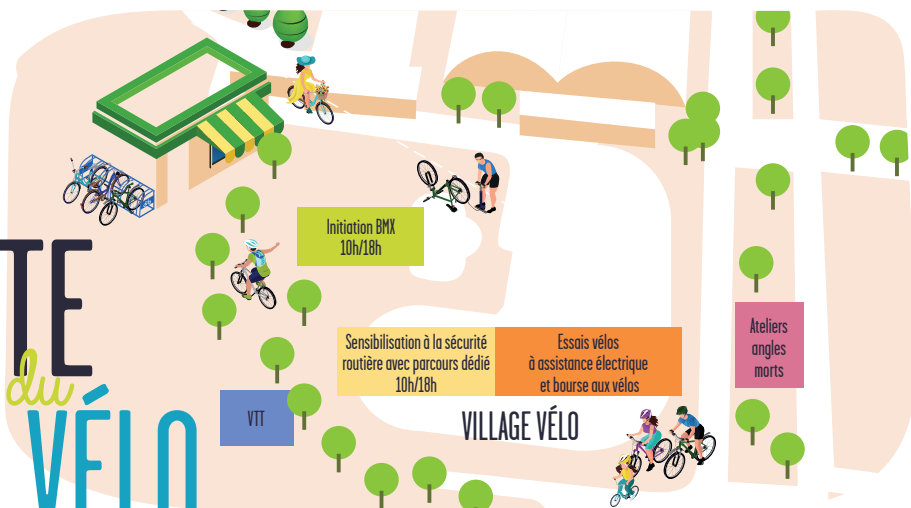 Initiation BMX
10h/18h
TE
du
VÉLO
Sensibilisation à la sécurité
routière avec parcours dédié
10h/18h
Essais vélos
à assistance électrique
et bourse aux vélos
Ateliers
angles
morts
VTT
VILLAGE VÉLO